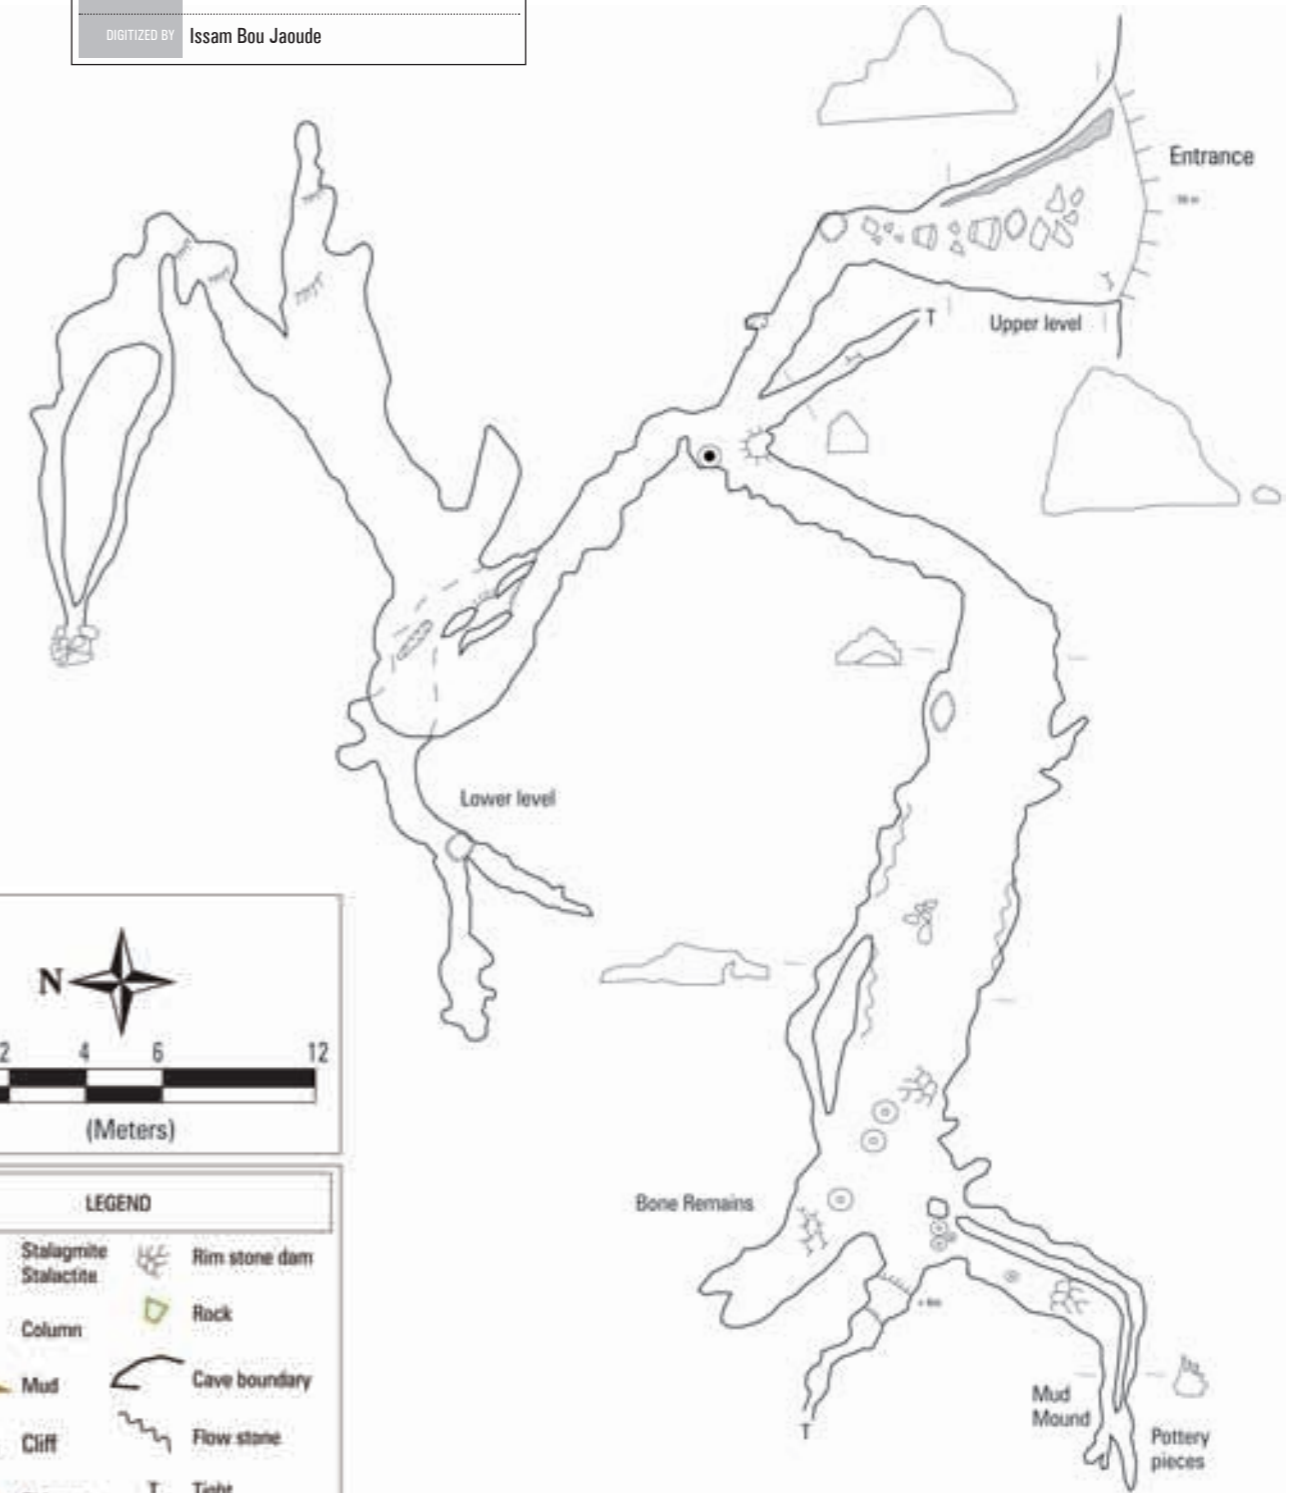 DIGITIZED BY Issam Bou Jaoude
Entrance
T
Upper level
Lower level
N
2 4 6 12
(Meters)
LEGEND
Stalagmite
Stalactite
Rim stone dam
Rock
Column
Cave boundary
Mud
Flow stone
Cliff
T Tight
Bone Remains
T
Mud
Mound
Pottery
pieces